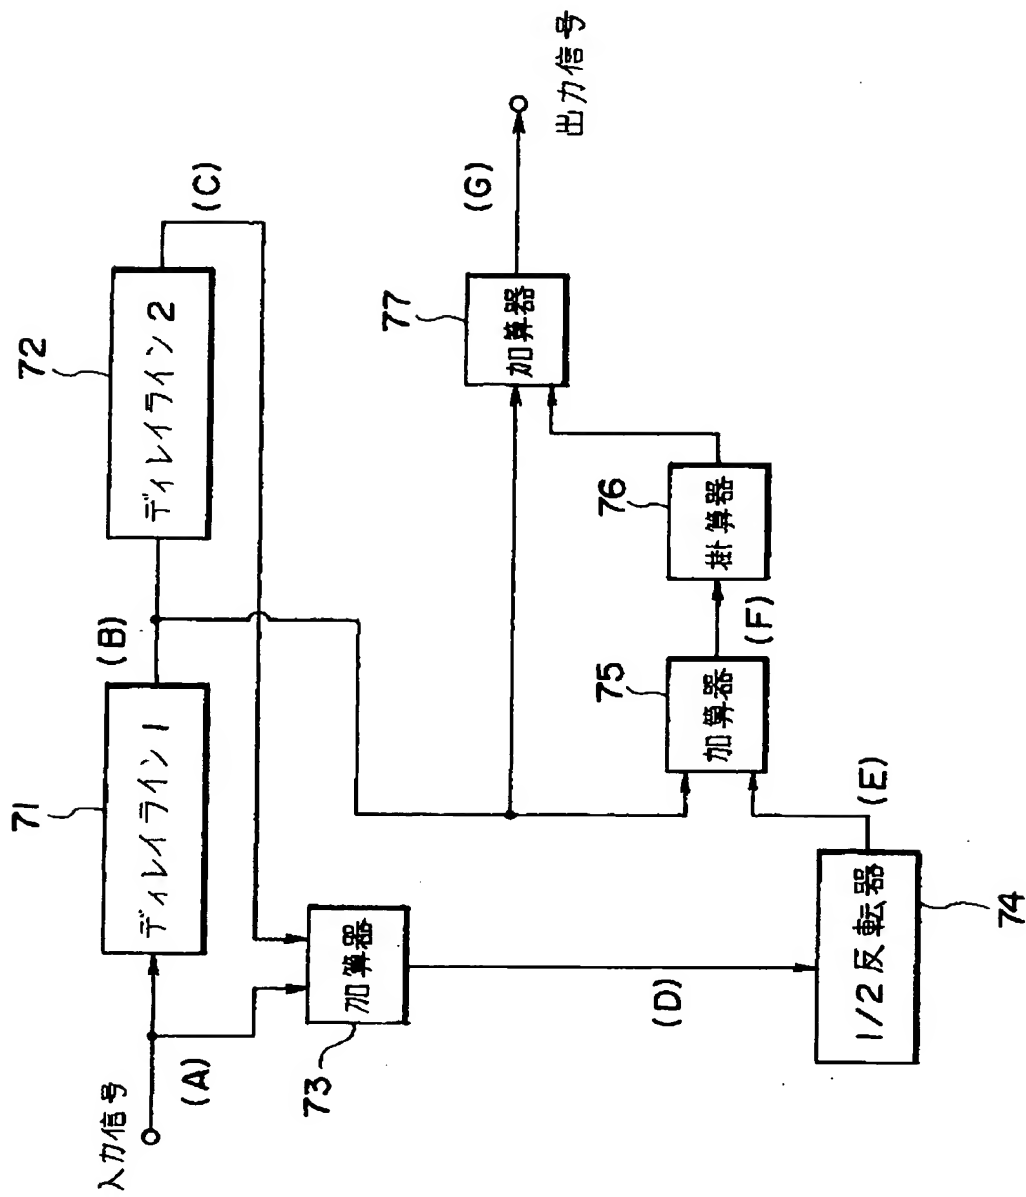 入力信号
(A)
71
ディレイライン1
(B)
72
ディレイライン2
(C)
73
加算器
(D)
74
1/2反転器
(E)
75
加算器
(F)
76
掛算器
77
加算器
(G)
出力信号